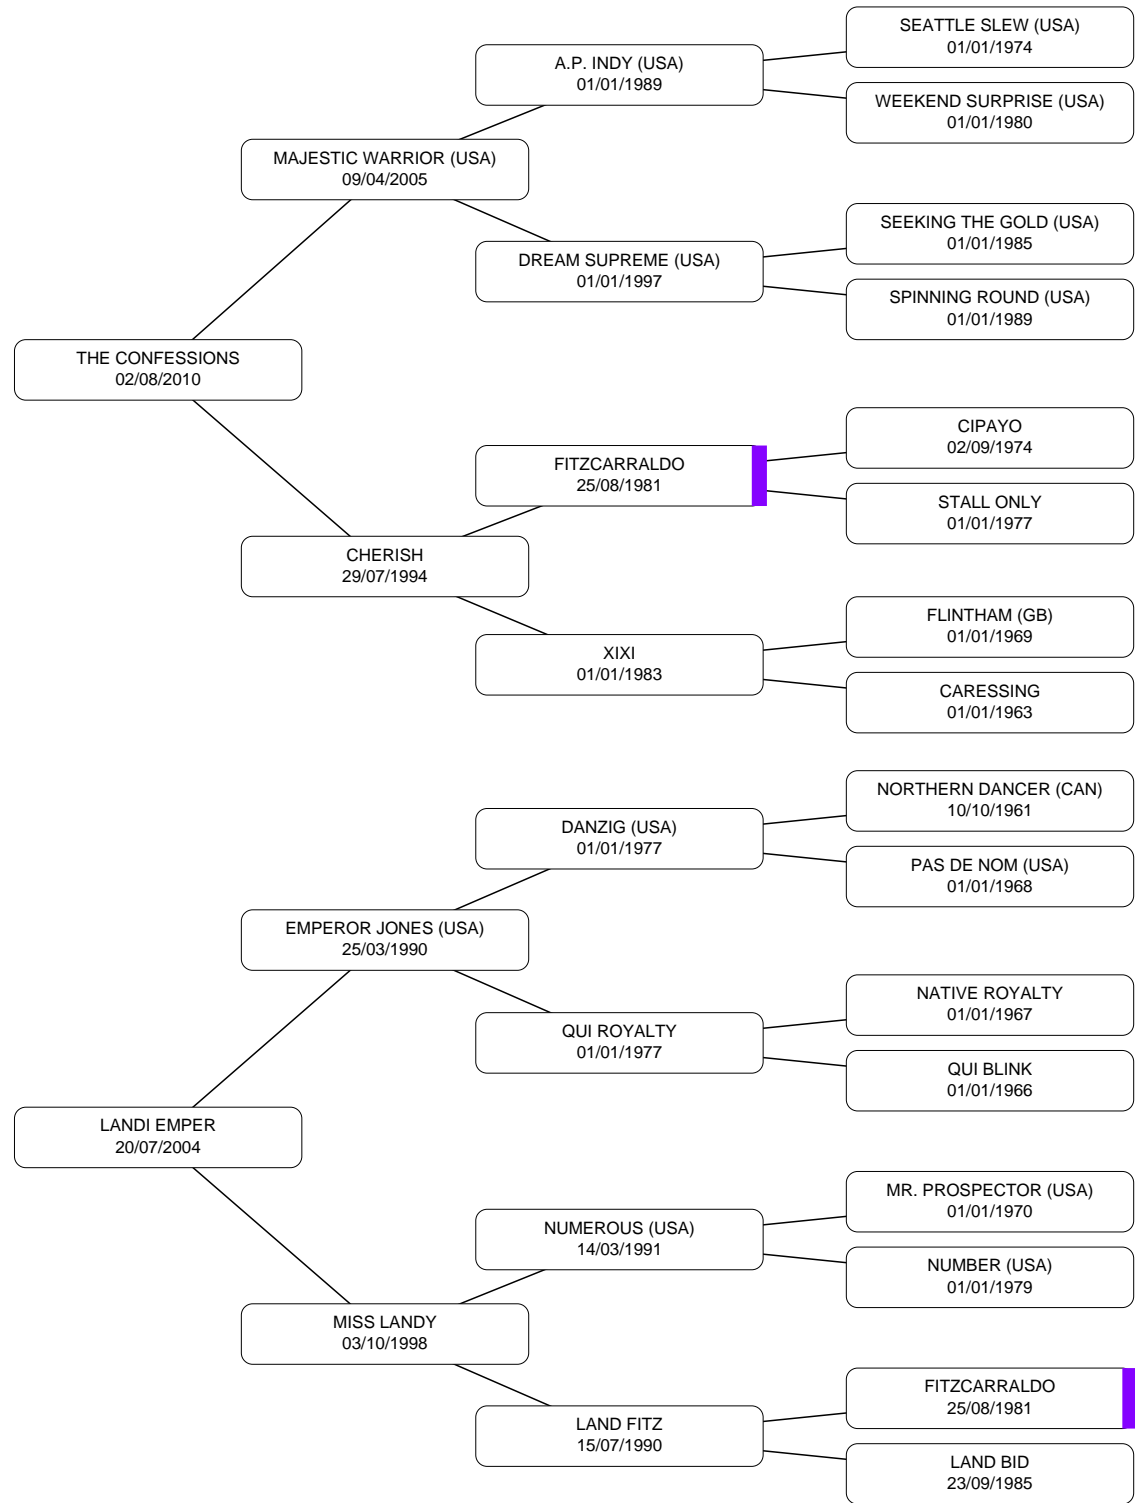 SEATTLE SLEW (USA)
01/01/1974
A.P. INDY (USA)
01/01/1989
WEEKEND SURPRISE (USA)
01/01/1980
MAJESTIC WARRIOR (USA)
09/04/2005
SEEKING THE GOLD (USA)
01/01/1985
DREAM SUPREME (USA)
01/01/1997
SPINNING ROUND (USA)
01/01/1989
THE CONFESSIONS
02/08/2010
CIPAYO
02/09/1974
FITZCARRALDO
25/08/1981
STALL ONLY
01/01/1977
CHERISH
29/07/1994
FLINTHAM (GB)
01/01/1969
XIXI
01/01/1983
CARESSING
01/01/1963
NORTHERN DANCER (CAN)
10/10/1961
DANZIG (USA)
01/01/1977
PAS DE NOM (USA)
01/01/1968
EMPEROR JONES (USA)
25/03/1990
NATIVE ROYALTY
01/01/1967
QUI ROYALTY
01/01/1977
QUI BLINK
01/01/1966
LANDI EMPER
20/07/2004
MR. PROSPECTOR (USA)
01/01/1970
NUMEROUS (USA)
14/03/1991
NUMBER (USA)
01/01/1979
MISS LANDY
03/10/1998
FITZCARRALDO
25/08/1981
LAND FITZ
15/07/1990
LAND BID
23/09/1985